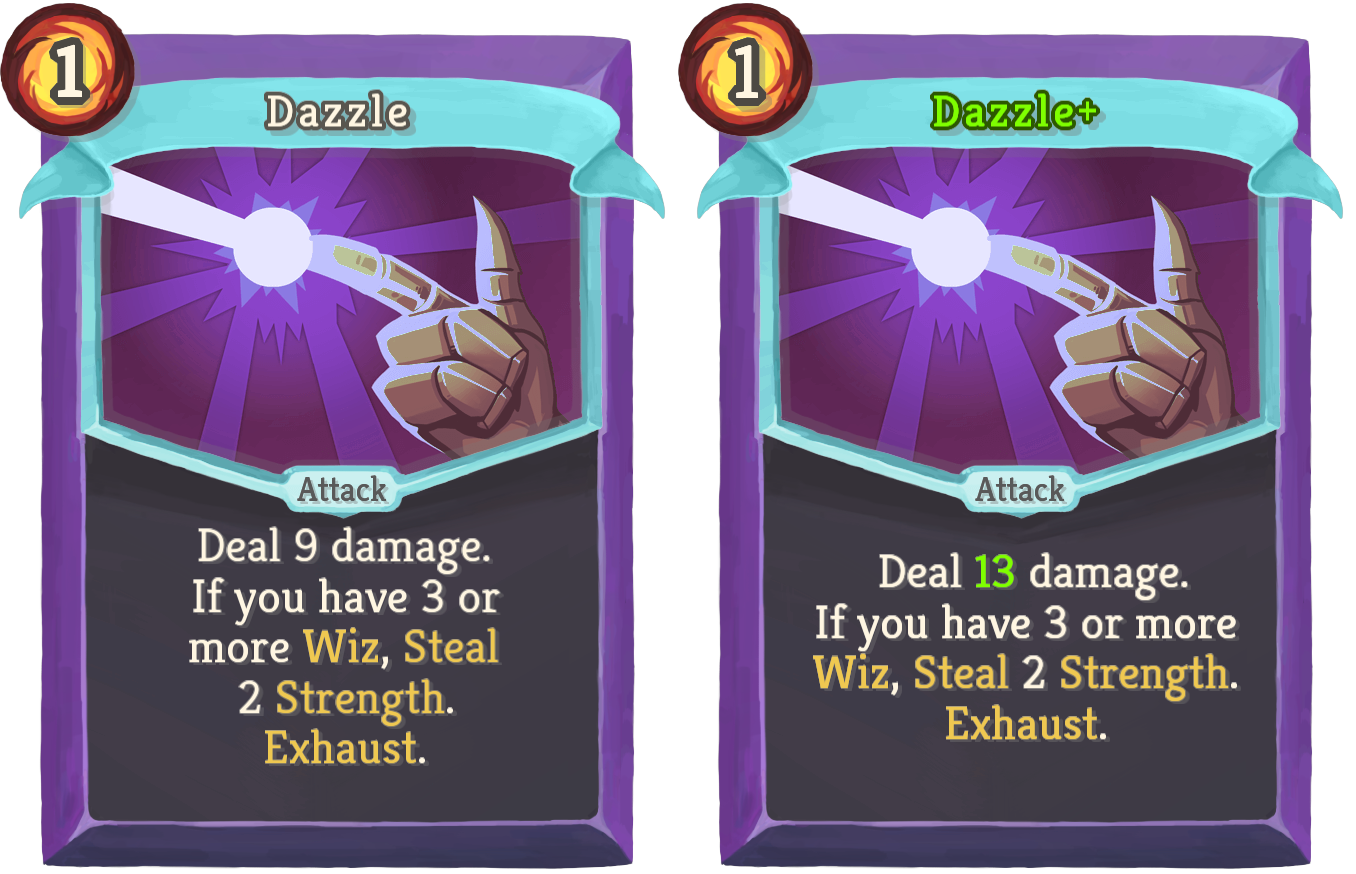 1
Dazzle
Attack
Deal 9 damage.
If you have 3 or
more Wiz, Steal
2 Strength.
Exhaust.
1
Dazzle+
Attack
Deal 13 damage.
If you have 3 or more
Wiz, Steal 2 Strength.
Exhaust.